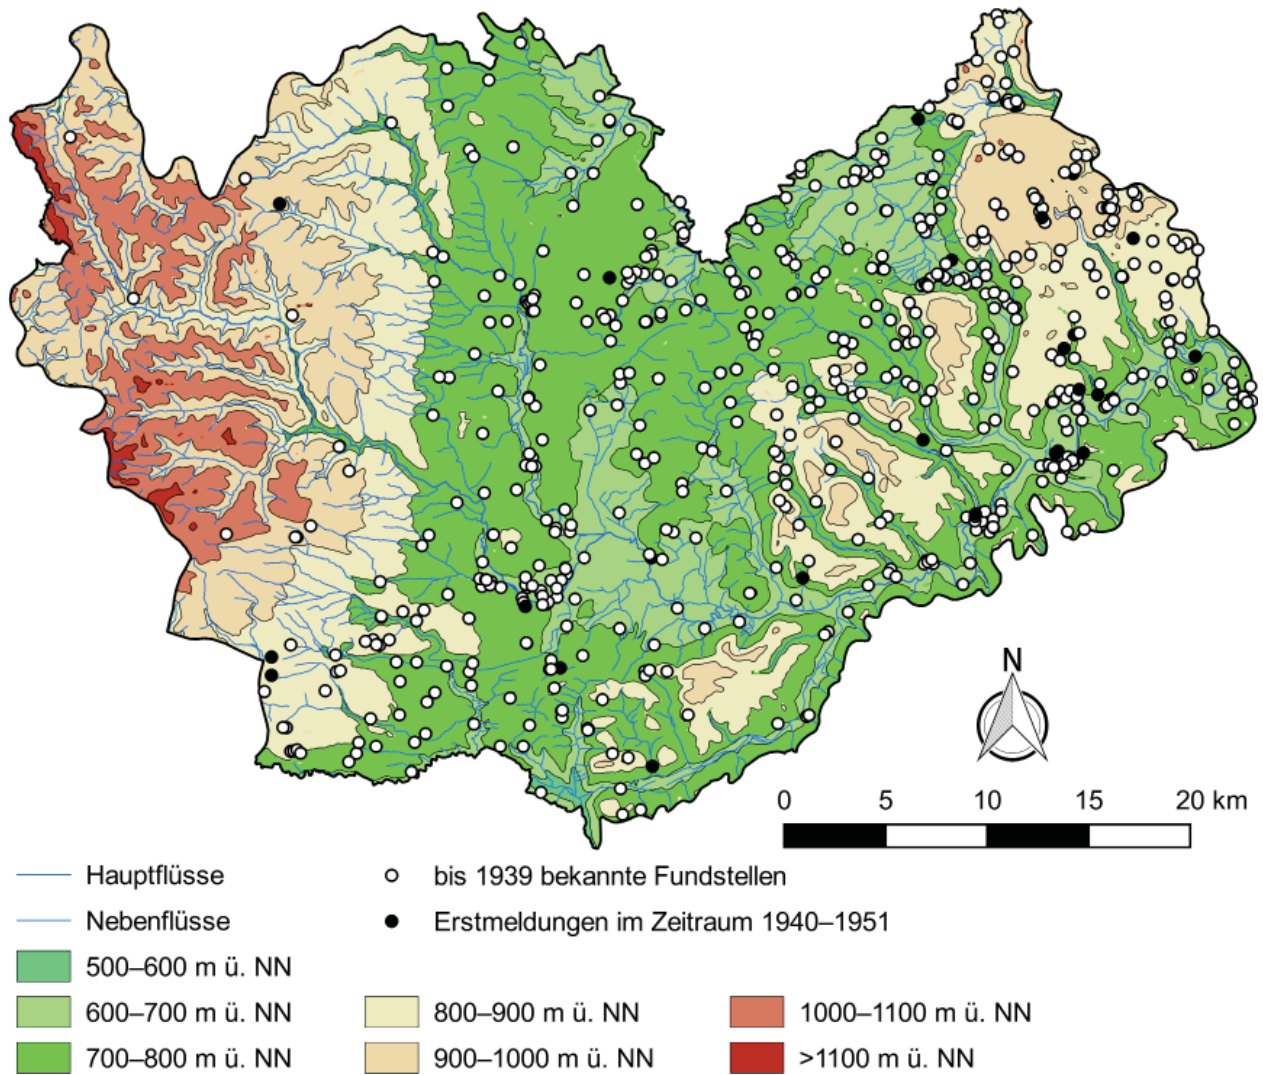 N
0 5 10 15 20 km
Hauptflüsse
bis 1939 bekannte Fundstellen
Nebenflüsse
Erstmeldungen im Zeitraum 1940–1951
500–600 m ü. NN
600–700 m ü. NN
800–900 m ü. NN
1000–1100 m ü. NN
700–800 m ü. NN
900–1000 m ü. NN
>1100 m ü. NN